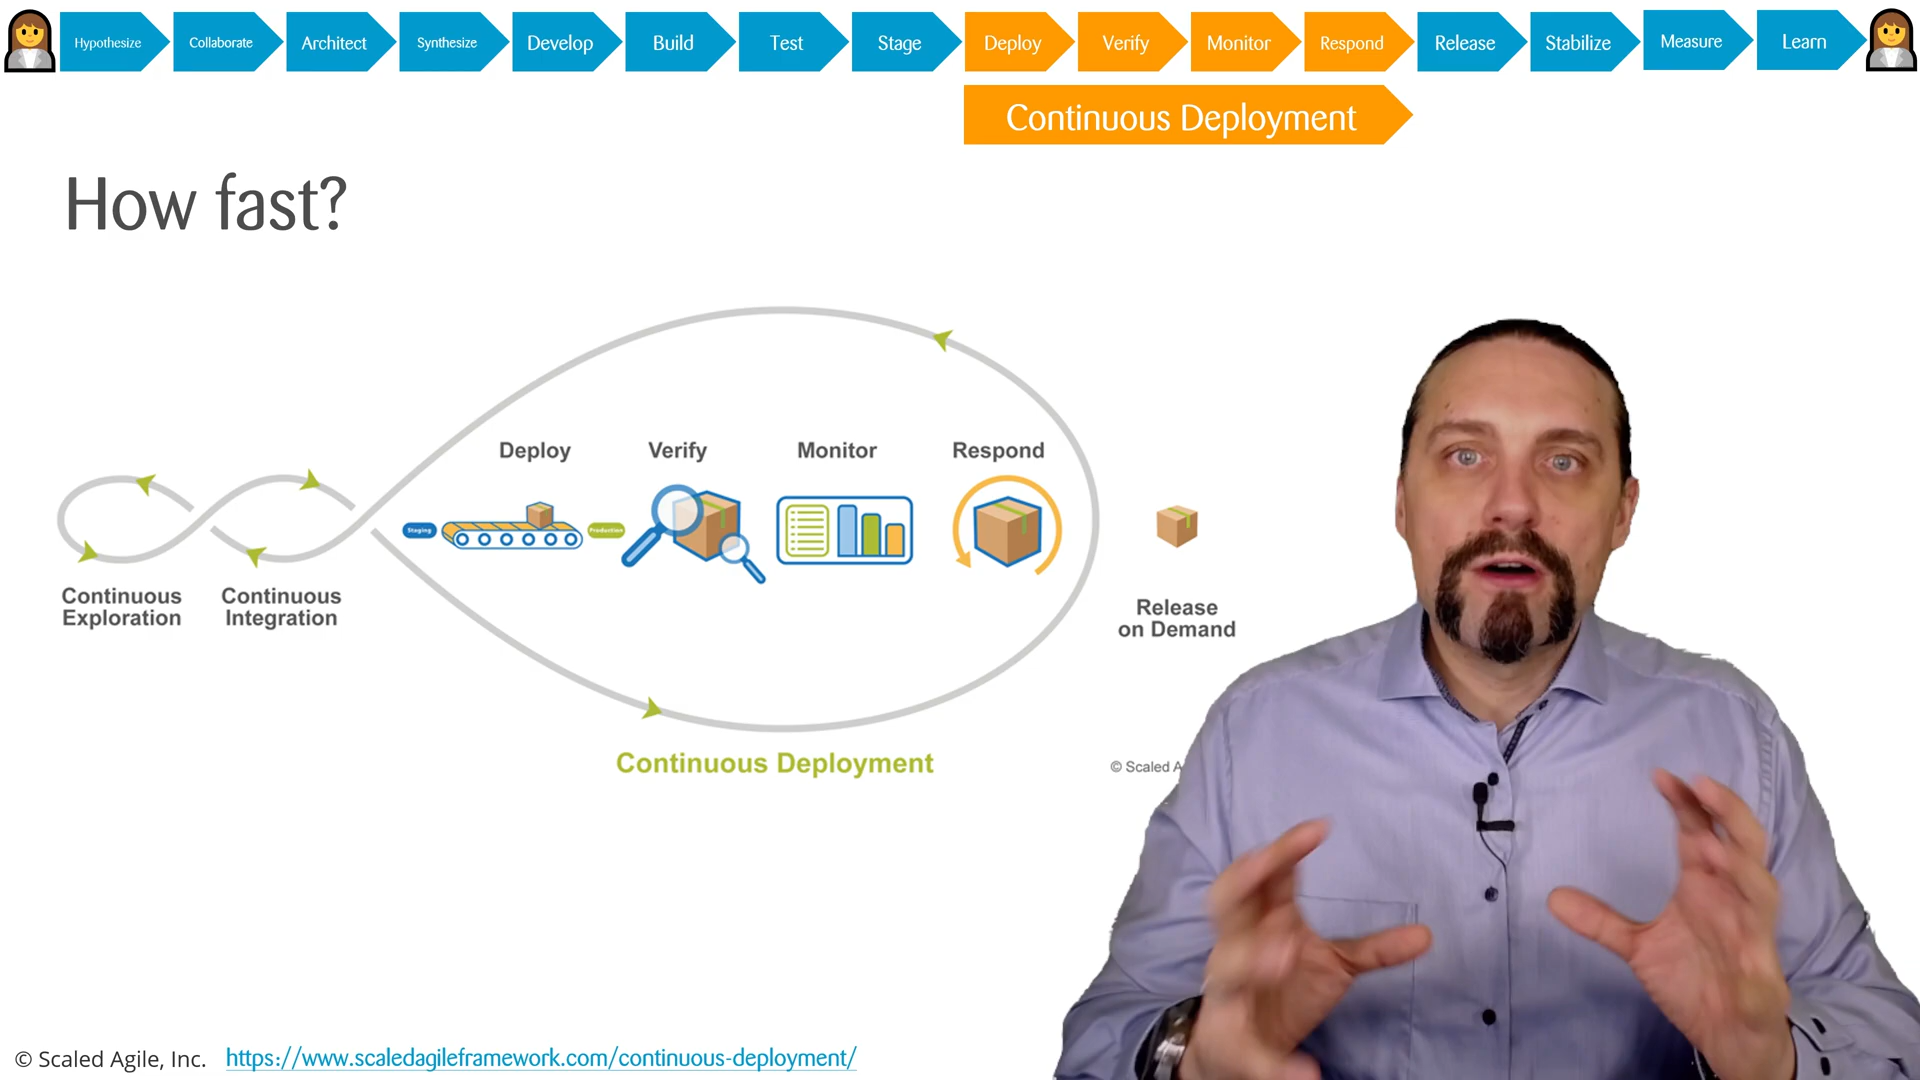 Hypothesize
Collaborate
Architect
Synthesize
Develop
Build
Test
Stage
Deploy
Verify
Monitor
Respond
Release
Stabilize
Measure
Learn
Continuous Deployment
How fast?
Deploy
Verify
Monitor
Respond
Staging
Production
Continuous
Exploration
Continuous
Integration
Release
on Demand
Continuous Deployment
© Scaled A
© Scaled Agile, Inc.
https://www.scaledagileframework.com/continuous-deployment/